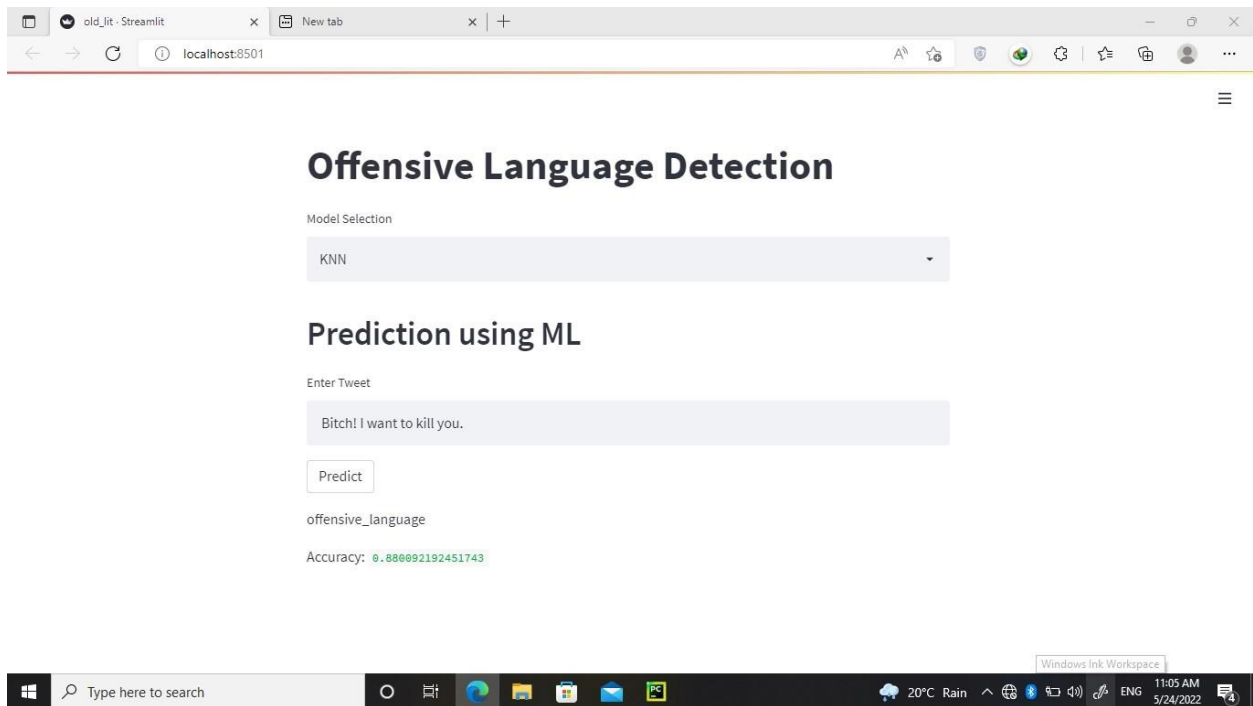 old_lit · Streamlit
New tab
localhost:8501
Offensive Language Detection
Model Selection
KNN
Prediction using ML
Enter Tweet
Bitch! I want to kill you.
Predict
offensive_language
Accuracy: 0.880092192451743
Windows Ink Workspace
Type here to search
PC
20°C Rain
ENG
11:05 AM
5/24/2022
4